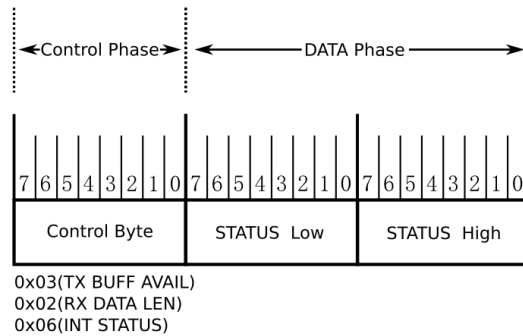 Control Phase DATA Phase
7 6 5 4 3 2 1 0 7 6 5 4 3 2 1 0 7 6 5 4 3 2 1 0
Control Byte STATUS Low STATUS High
0x03(TX BUFF AVAIL)
0x02(RX DATA LEN)
0x06(INT STATUS)